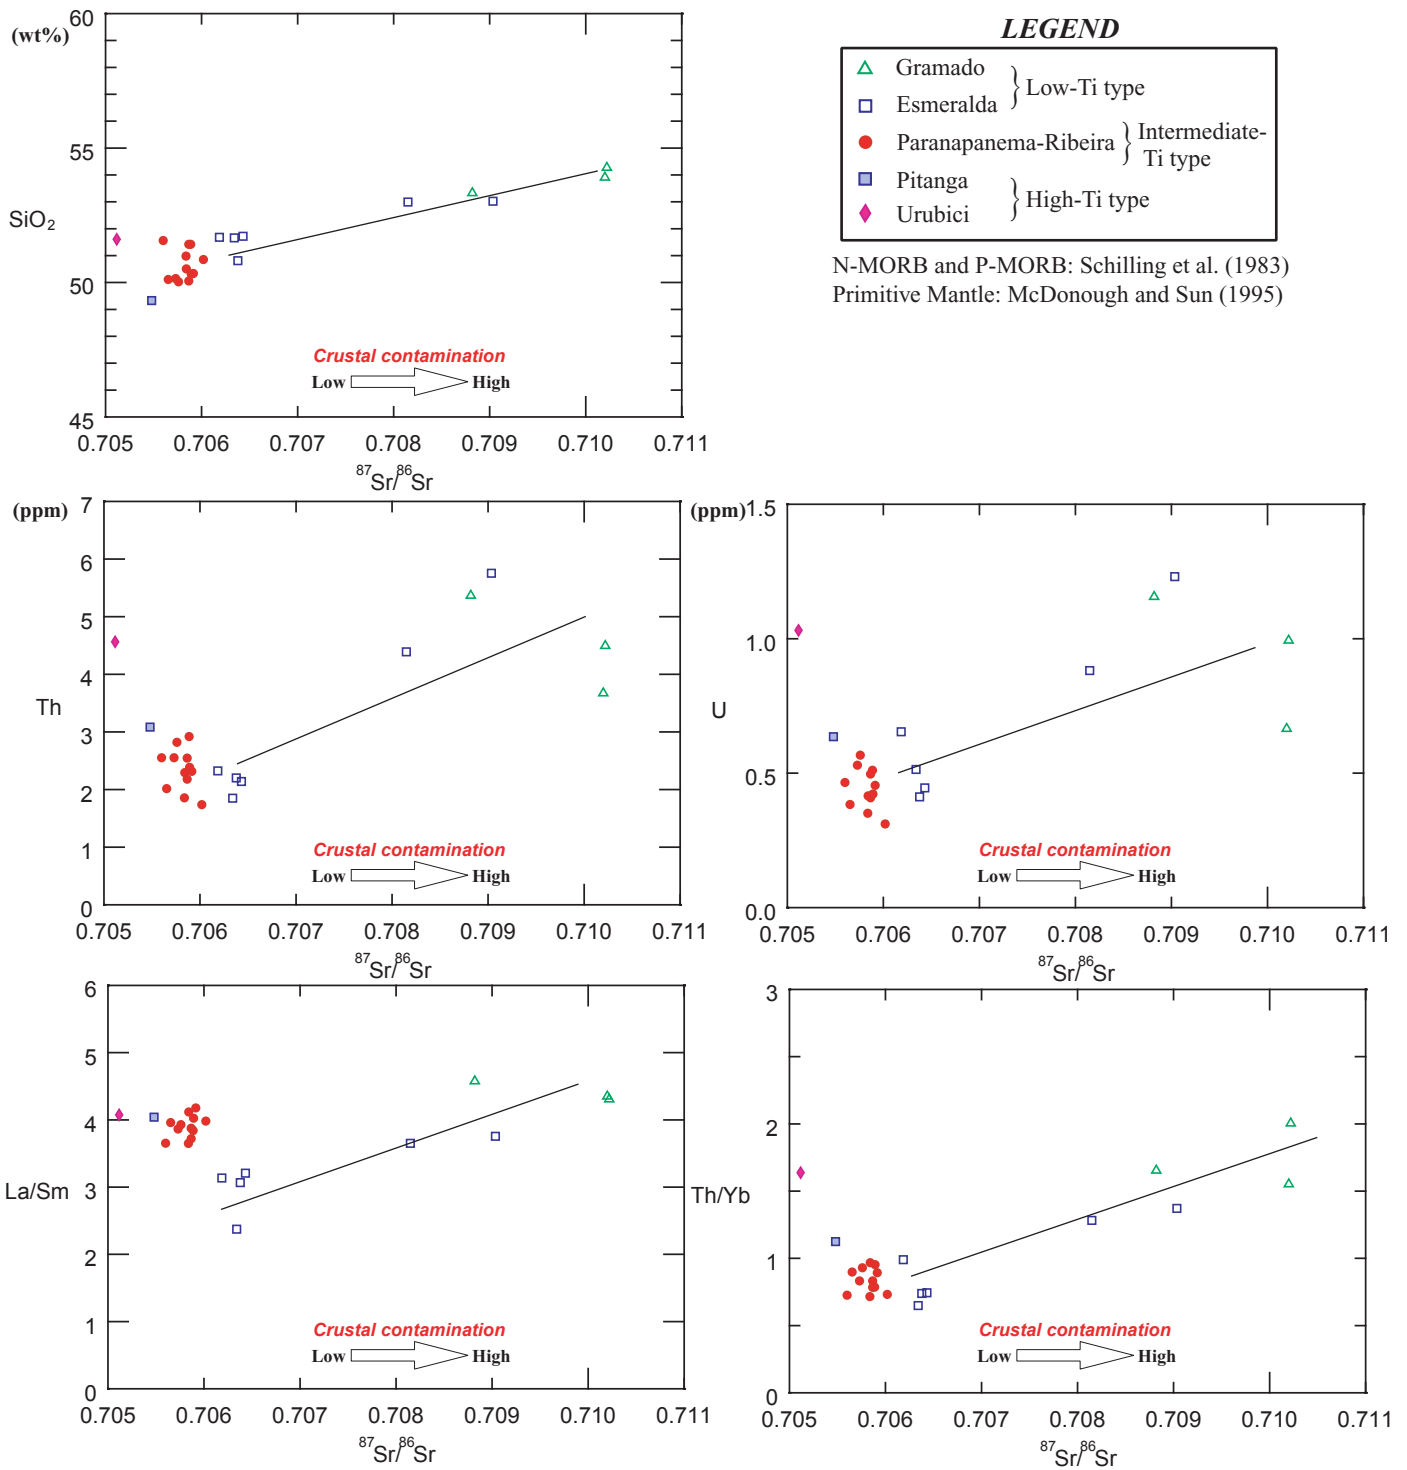 60
(wt%)
55
SiO2
50
Crustal contamination
Low High
45
0.705 0.706 0.707 0.708 0.709 0.710 0.711
87Sr/86Sr
LEGEND
Gramado
Esmeralda
Low-Ti type
Paranapanema-Ribeira
Intermediate-
Ti type
Pitanga
Urubici
High-Ti type
N-MORB and P-MORB: Schilling et al. (1983)
Primitive Mantle: McDonough and Sun (1995)
7
(ppm)
6
5
4
Th
3
2
1
Crustal contamination
Low High
0
0.705 0.706 0.707 0.708 0.709 0.710 0.711
87Sr/86Sr
(ppm)
1.5
1.0
U
0.5
Crustal contamination
Low High
0.0
0.705 0.706 0.707 0.708 0.709 0.710 0.711
87Sr/86Sr
6
5
4
3
La/Sm
2
1
Crustal contamination
Low High
0
0.705 0.706 0.707 0.708 0.709 0.710 0.711
87Sr/86Sr
3
2
Th/Yb
1
Crustal contamination
Low High
0
0.705 0.706 0.707 0.708 0.709 0.710 0.711
87Sr/86Sr